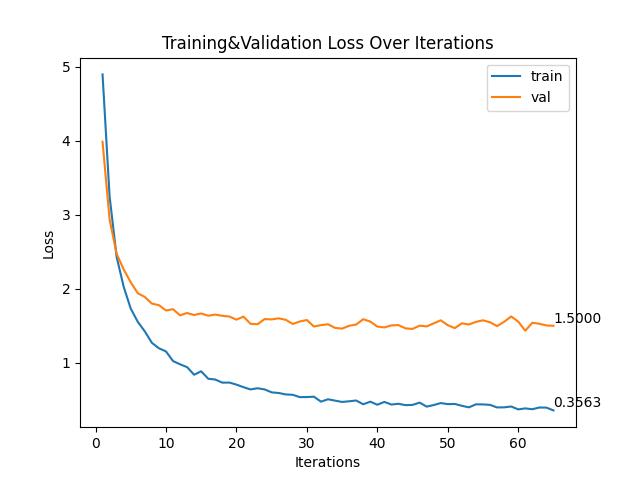 Training&Validation Loss Over Iterations
train
val
5
4
3
2
1
Loss
1.5000
0.3563
0 10 20 30 40 50 60
Iterations